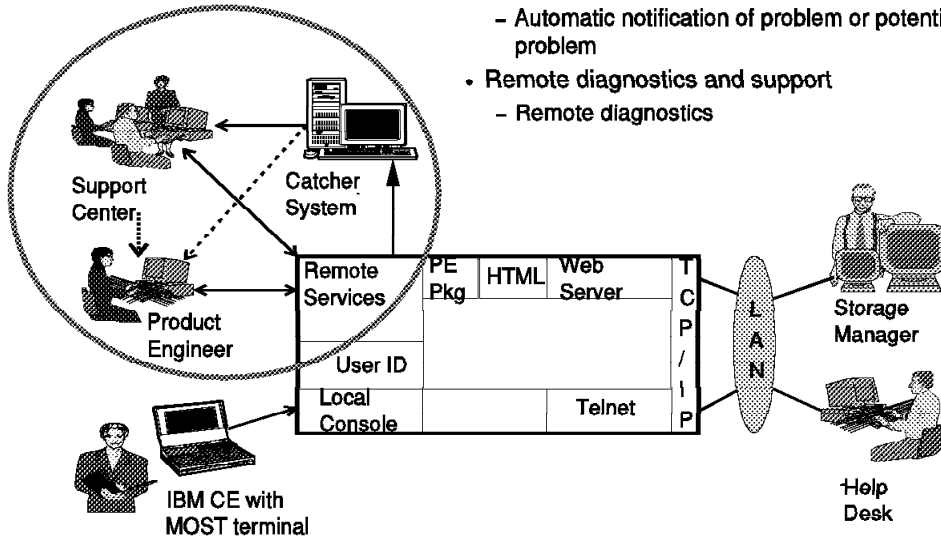 – Automatic notification of problem or potenti
problem
• Remote diagnostics and support
– Remote diagnostics
Support
Center
Catcher
System
Product
Engineer
Remote
Services
PE
Pkg
HTML
Web
Server
T
C
P
/
I
P
User ID
Local
Console
Telnet
L
A
N
Storage
Manager
Help
Desk
IBM CE with
MOST terminal